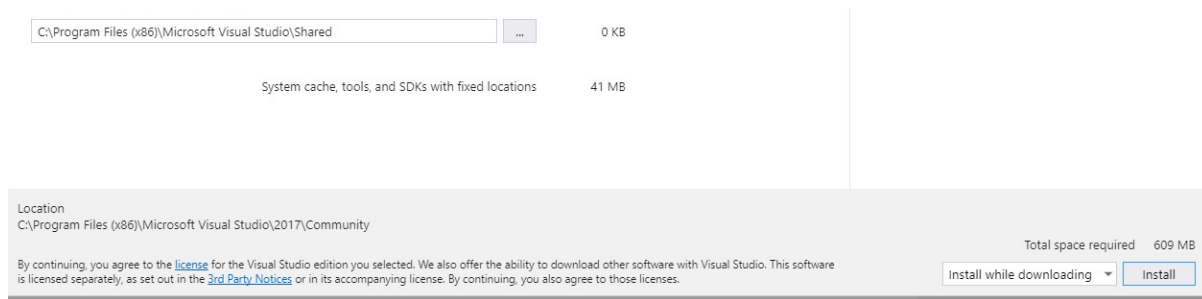 C:\Program Files (x86)\Microsoft Visual Studio\Shared ... 0 KB
System cache, tools, and SDKs with fixed locations 41 MB
Location
C:\Program Files (x86)\Microsoft Visual Studio\2017\Community
Total space required 609 MB
By continuing, you agree to the license for the Visual Studio edition you selected. We also offer the ability to download other software with Visual Studio. This software
is licensed separately, as set out in the 3rd Party Notices or in its accompanying license. By continuing, you also agree to those licenses.
Install while downloading Install